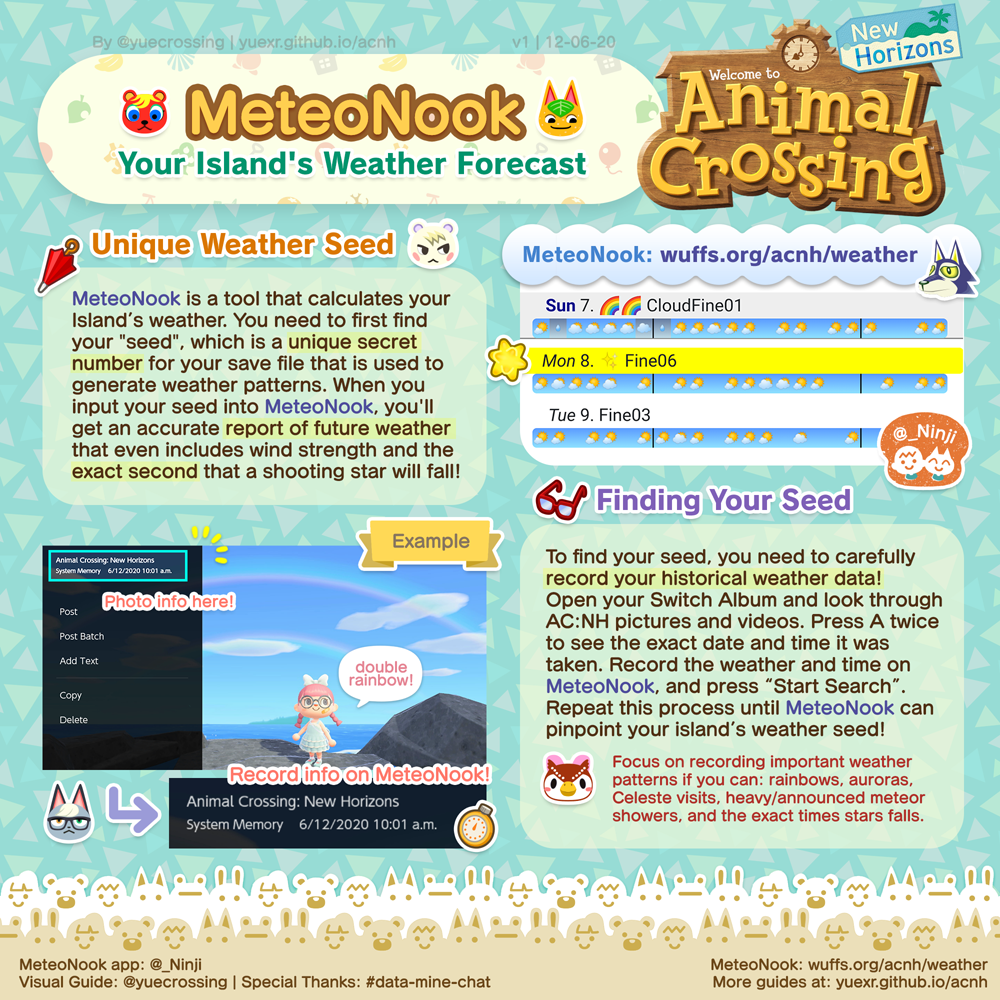 By @yuecrossing | yuexr.github.io/acnh
v1 | 12-06-20
MeteoNook
Your Island's Weather Forecast
Welcome to
Animal
Crossing
New
Horizons
Unique Weather Seed
MeteoNook is a tool that calculates your
Island's weather. You need to first find
your "seed", which is a unique secret
number for your save file that is used to
generate weather patterns. When you
input your seed into MeteoNook, you'll
get an accurate report of future weather
that even includes wind strength and the
exact second that a shooting star will fall!
MeteoNook: wuffs.org/acnh/weather
Sun 7. 🌈🌈 CloudFine01
Mon 8. ✨ Fine06
Tue 9. Fine03
@_Ninji
Example
Animal Crossing: New Horizons
System Memory 6/12/2020 10:01 a.m.
Photo info here!
Post
Post Batch
Add Text
Copy
Delete
double
rainbow!
Record info on MeteoNook!
Animal Crossing: New Horizons
System Memory 6/12/2020 10:01 a.m.
Finding Your Seed
To find your seed, you need to carefully
record your historical weather data!
Open your Switch Album and look through
AC:NH pictures and videos. Press A twice
to see the exact date and time it was
taken. Record the weather and time on
MeteoNook, and press “Start Search”.
Repeat this process until MeteoNook can
pinpoint your island's weather seed!
Focus on recording important weather
patterns if you can: rainbows, auroras,
Celeste visits, heavy/announced meteor
showers, and the exact times stars falls.
MeteoNook app: @_Ninji
Visual Guide: @yuecrossing | Special Thanks: #data-mine-chat
MeteoNook: wuffs.org/acnh/weather
More guides at: yuexr.github.io/acnh